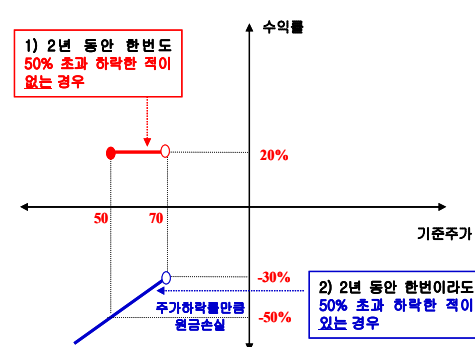 수익률
1) 2년 동안 한번도
50% 초과 하락한 적이
없는 경우
20%
50
70
기준주가
-30%
주가하락률만큼
원금손실
-50%
2) 2년 동안 한번이라도
50% 초과 하락한 적이
있는 경우